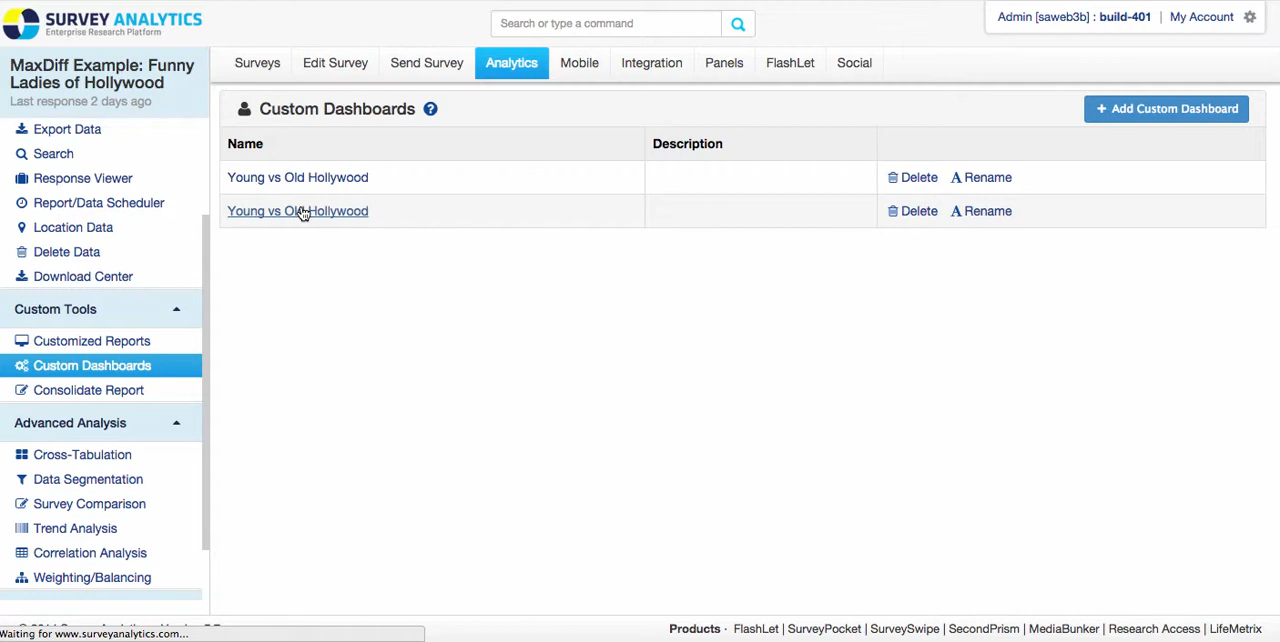 SURVEY ANALYTICS
Enterprise Research Platform
Search or type a command
Admin [saweb3b] : build-401 | My Account
MaxDiff Example: Funny Ladies of Hollywood
Last response 2 days ago
Surveys Edit Survey Send Survey Analytics Mobile Integration Panels FlashLet Social
Export Data
Search
Response Viewer
Report/Data Scheduler
Location Data
Delete Data
Download Center
Custom Tools
Customized Reports
Custom Dashboards
Consolidate Report
Advanced Analysis
Cross-Tabulation
Data Segmentation
Survey Comparison
Trend Analysis
Correlation Analysis
Weighting/Balancing
Custom Dashboards ? + Add Custom Dashboard
Name Description
Young vs Old Hollywood Delete A Rename
Young vs Old Hollywood Delete A Rename
Waiting for www.surveyanalytics.com...
Products · FlashLet | SurveyPocket | SurveySwipe | SecondPrism | MediaBunker | Research Access | LifeMetrix